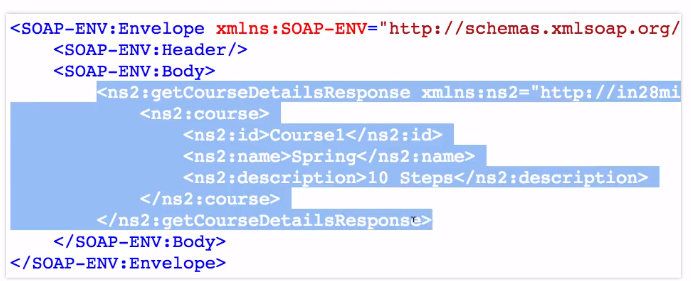 <SOAP-ENV:Envelope xmlns:SOAP-ENV="http://schemas.xmlsoap.org/
<SOAP-ENV:Header/>
<SOAP-ENV:Body>
<ns2:getCourseDetailsResponse xmlns:ns2="http://in28mi
<ns2:course>
<ns2:id>Course1</ns2:id>
<ns2:name>Spring</ns2:name>
<ns2:description>10 Steps</ns2:description>
</ns2:course>
</ns2:getCourseDetailsResponse>
</SOAP-ENV:Body>
</SOAP-ENV:Envelope>